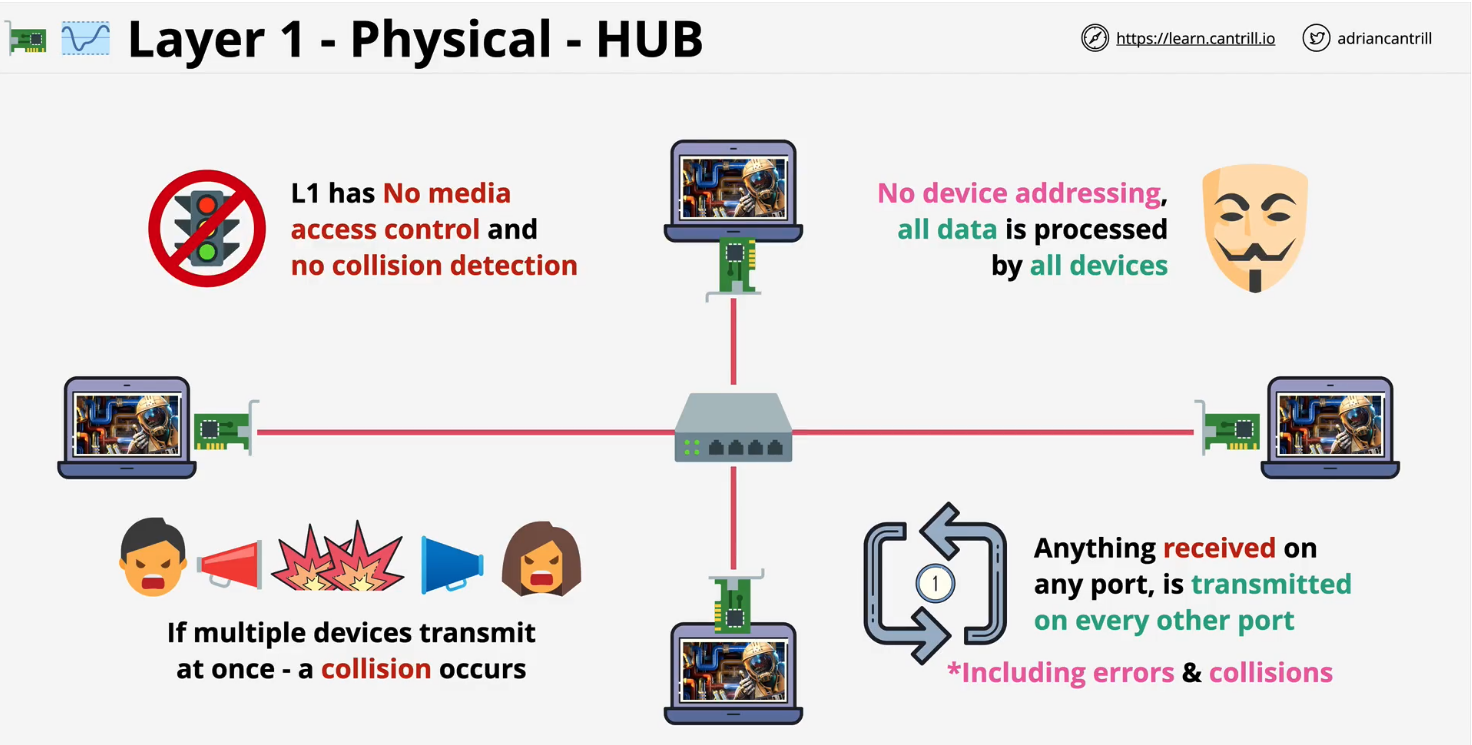 Layer 1 - Physical - HUB
https://learn.cantrill.io
adriancantrill
L1 has No media
access control and
no collision detection
No device addressing,
all data is processed
by all devices
If multiple devices transmit
at once - a collision occurs
1
Anything received on
any port, is transmitted
on every other port
*Including errors & collisions